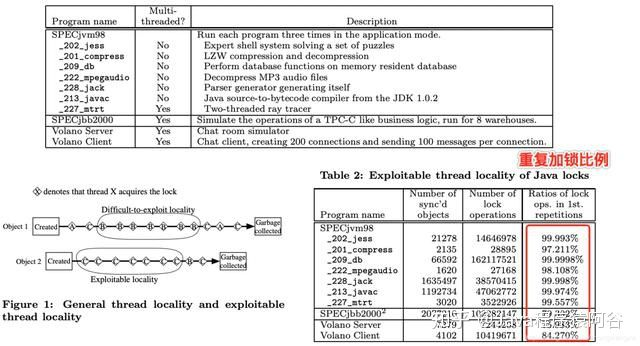 Program name Multi-threaded? Description
SPECjvm98 Run each program three times in the application mode.
_202_jess No Expert shell system solving a set of puzzles
_201_compress No LZW compression and decompression
_209_db No Perform database functions on memory resident database
_222_mpegaudio No Decompress MP3 audio files
_228_jack No Parser generator generating itself
_213_javac No Java source-to-bytecode compiler from the JDK 1.0.2
_227_mtrt Yes Two-threaded ray tracer
SPECjbb2000 Yes Simulate the operations of a TPC-C like business logic, run for 8 warehouses.
Volano Server Yes Chat room simulator
Volano Client Yes Chat client, creating 200 connections and sending 100 messages per connection.
Ⓧ denotes that thread X acquires the lock
Difficult-to-exploit locality
Object 1 Created A C B B B B B B B C A C Garbage collected
Object 2 Created C C C C C C C B C Garbage collected
Exploitable locality
Figure 1: General thread locality and exploitable
thread locality
重复加锁比例
Table 2: Exploitable thread locality of Java locks
Program name Number of sync'd objects Number of lock operations Ratios of lock ops. in 1st. repetitions
SPECjvm98
_202_jess 21278 14646978 99.993%
_201_compress 2135 28895 97.211%
_209_db 66592 162117521 99.9998%
_222_mpegaudio 1620 27168 98.108%
_228_jack 1635497 38570415 99.998%
_213_javac 1192734 47062772 99.974%
_227_mtrt 3020 3522926 99.557%
SPECjbb2000²
Volano Server
Volano Client 4102 10419671 84.270%
知乎